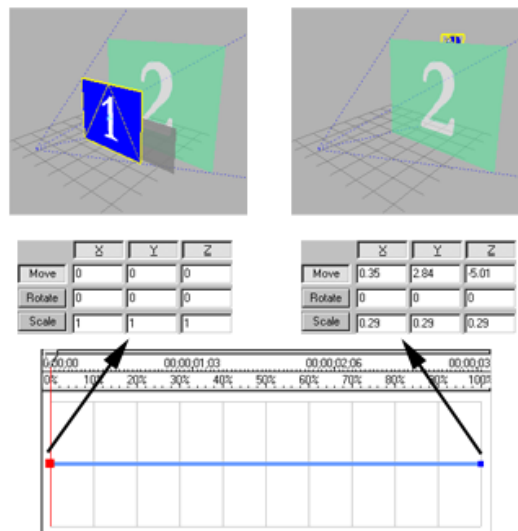 2
1
2
X Y Z
Move 0 0 0
Rotate 0 0 0
Scale 1 1 1
X Y Z
Move 0.35 2.84 -5.01
Rotate 0 0 0
Scale 0.29 0.29 0.29
0;00;00 00;00;01;03 00;00;02;06 00;00;03
0% 10% 20% 30% 40% 50% 60% 70% 80% 90% 100%